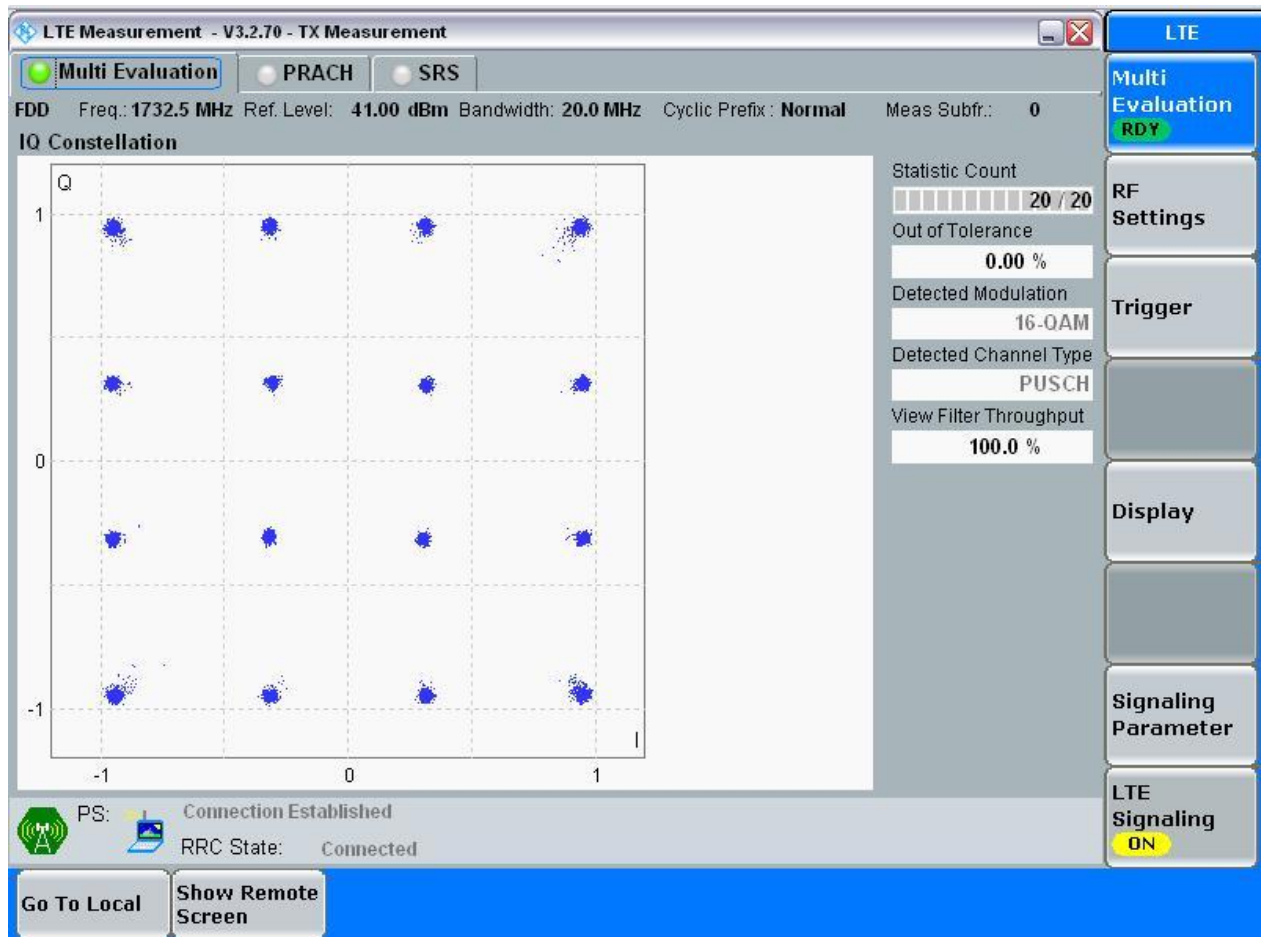 LTE Measurement - V3.2.70 - TX Measurement
LTE
Multi Evaluation PRACH SRS
FDD Freq.: 1732.5 MHz Ref. Level: 41.00 dBm Bandwidth: 20.0 MHz Cyclic Prefix : Normal Meas Subfr.: 0
IQ Constellation
Q
1
0
-1
I
-1 0 1
Statistic Count
20 / 20
Out of Tolerance
0.00 %
Detected Modulation
16-QAM
Detected Channel Type
PUSCH
View Filter Throughput
100.0 %
Multi
Evaluation
RDY
RF
Settings
Trigger
Display
Signaling
Parameter
LTE
Signaling
ON
PS: Connection Established
RRC State: Connected
Go To Local
Show Remote
Screen